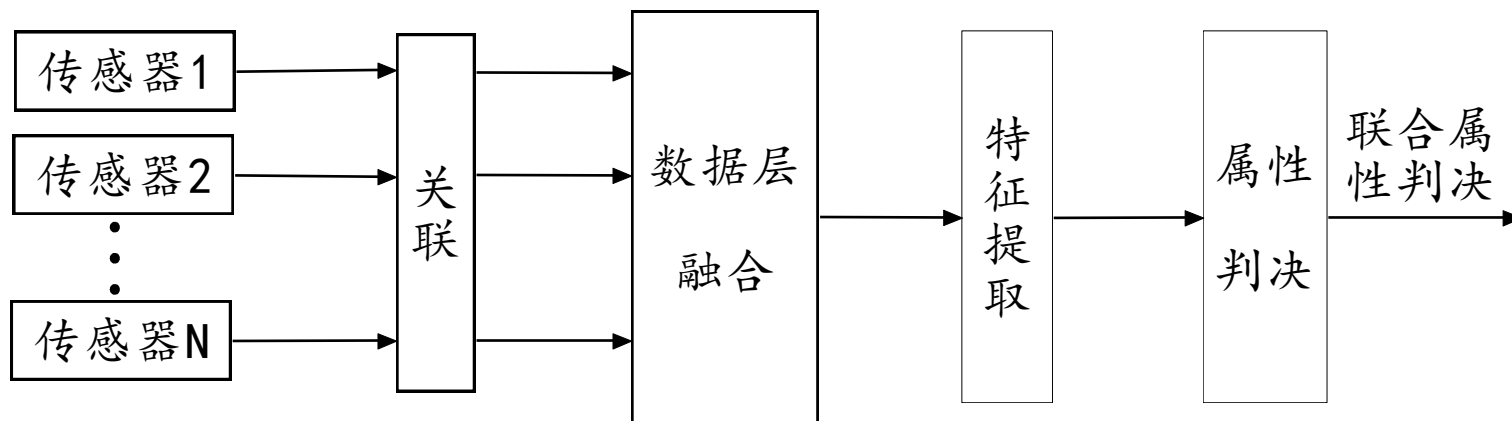 传感器1
传感器2
传感器N
关
联
数据层
融合
特
征
提
取
属性
判决
联合属
性判决